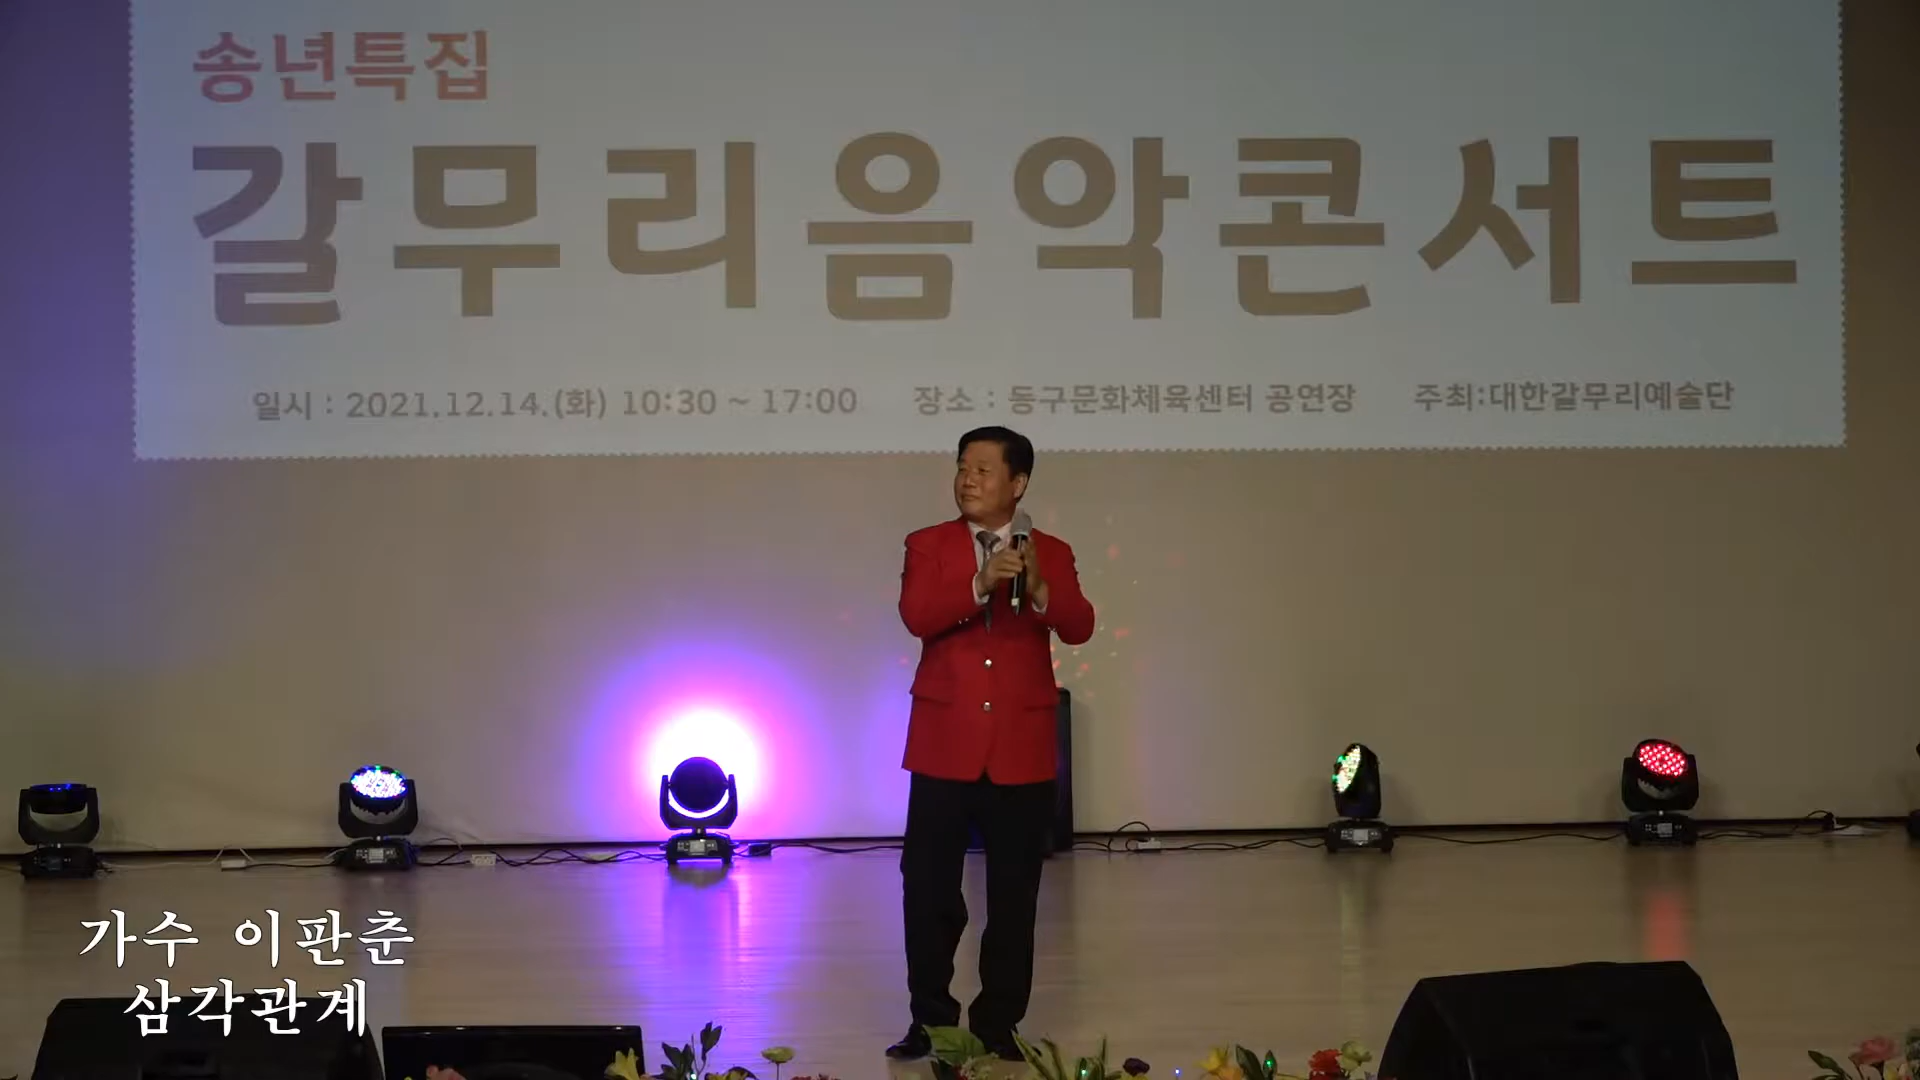 송년특집
갈무리음악콘서트
일시 : 2021.12.14.(화) 10:30 ~ 17:00 장소 : 동구문화체육센터 공연장 주최:대한갈무리예술단
가수 이판춘
삼각관계